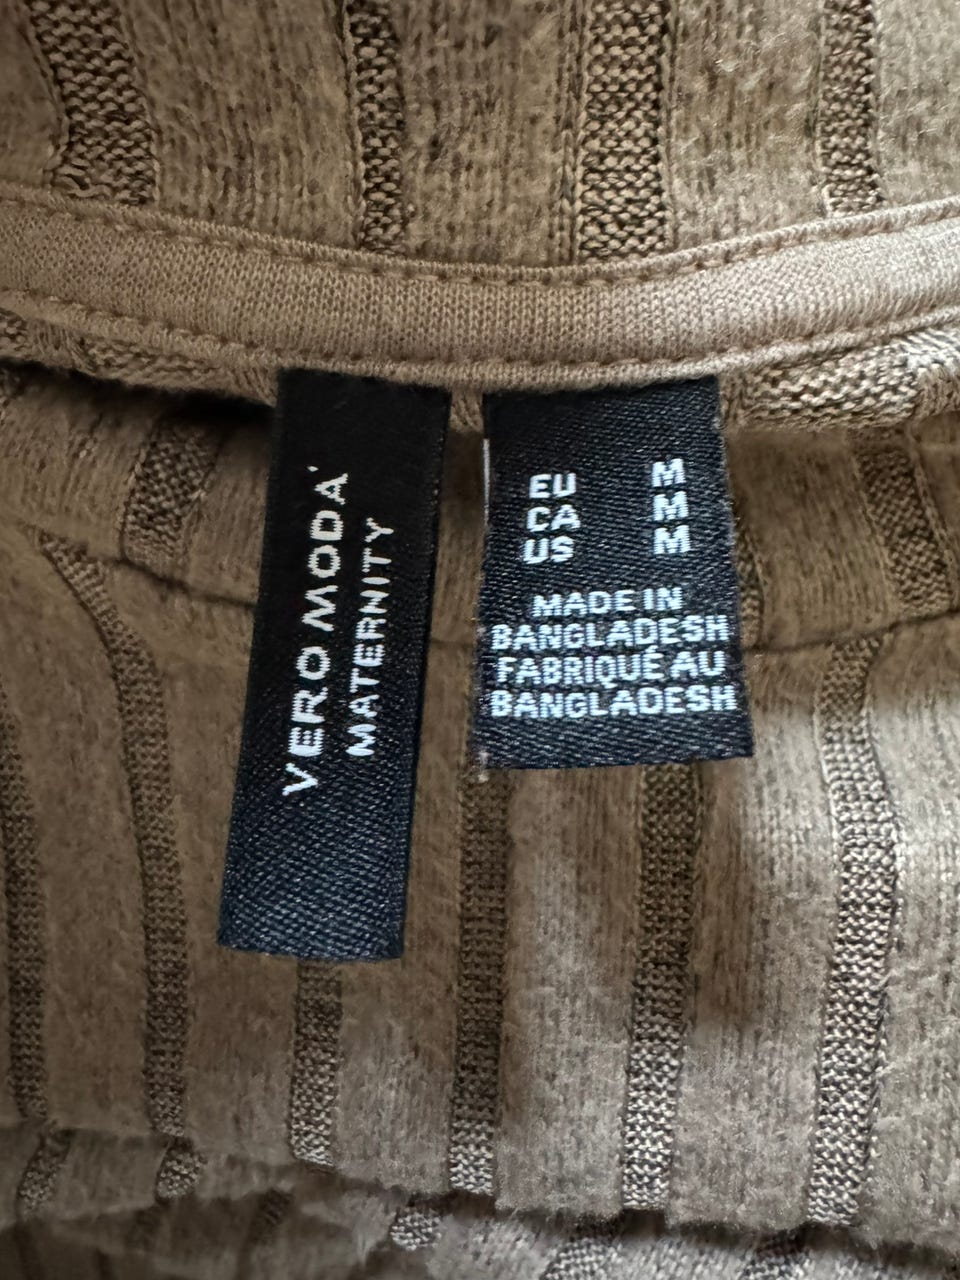 VERO MODA
MATERNITY
EU M
CA M
US M
MADE IN
BANGLADESH
FABRIQUÉ AU
BANGLADESH